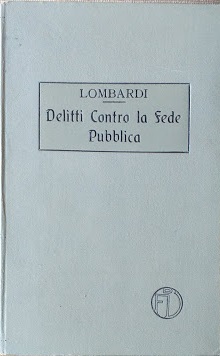 LOMBARDI
Delitti Contro la Fede
Pubblica